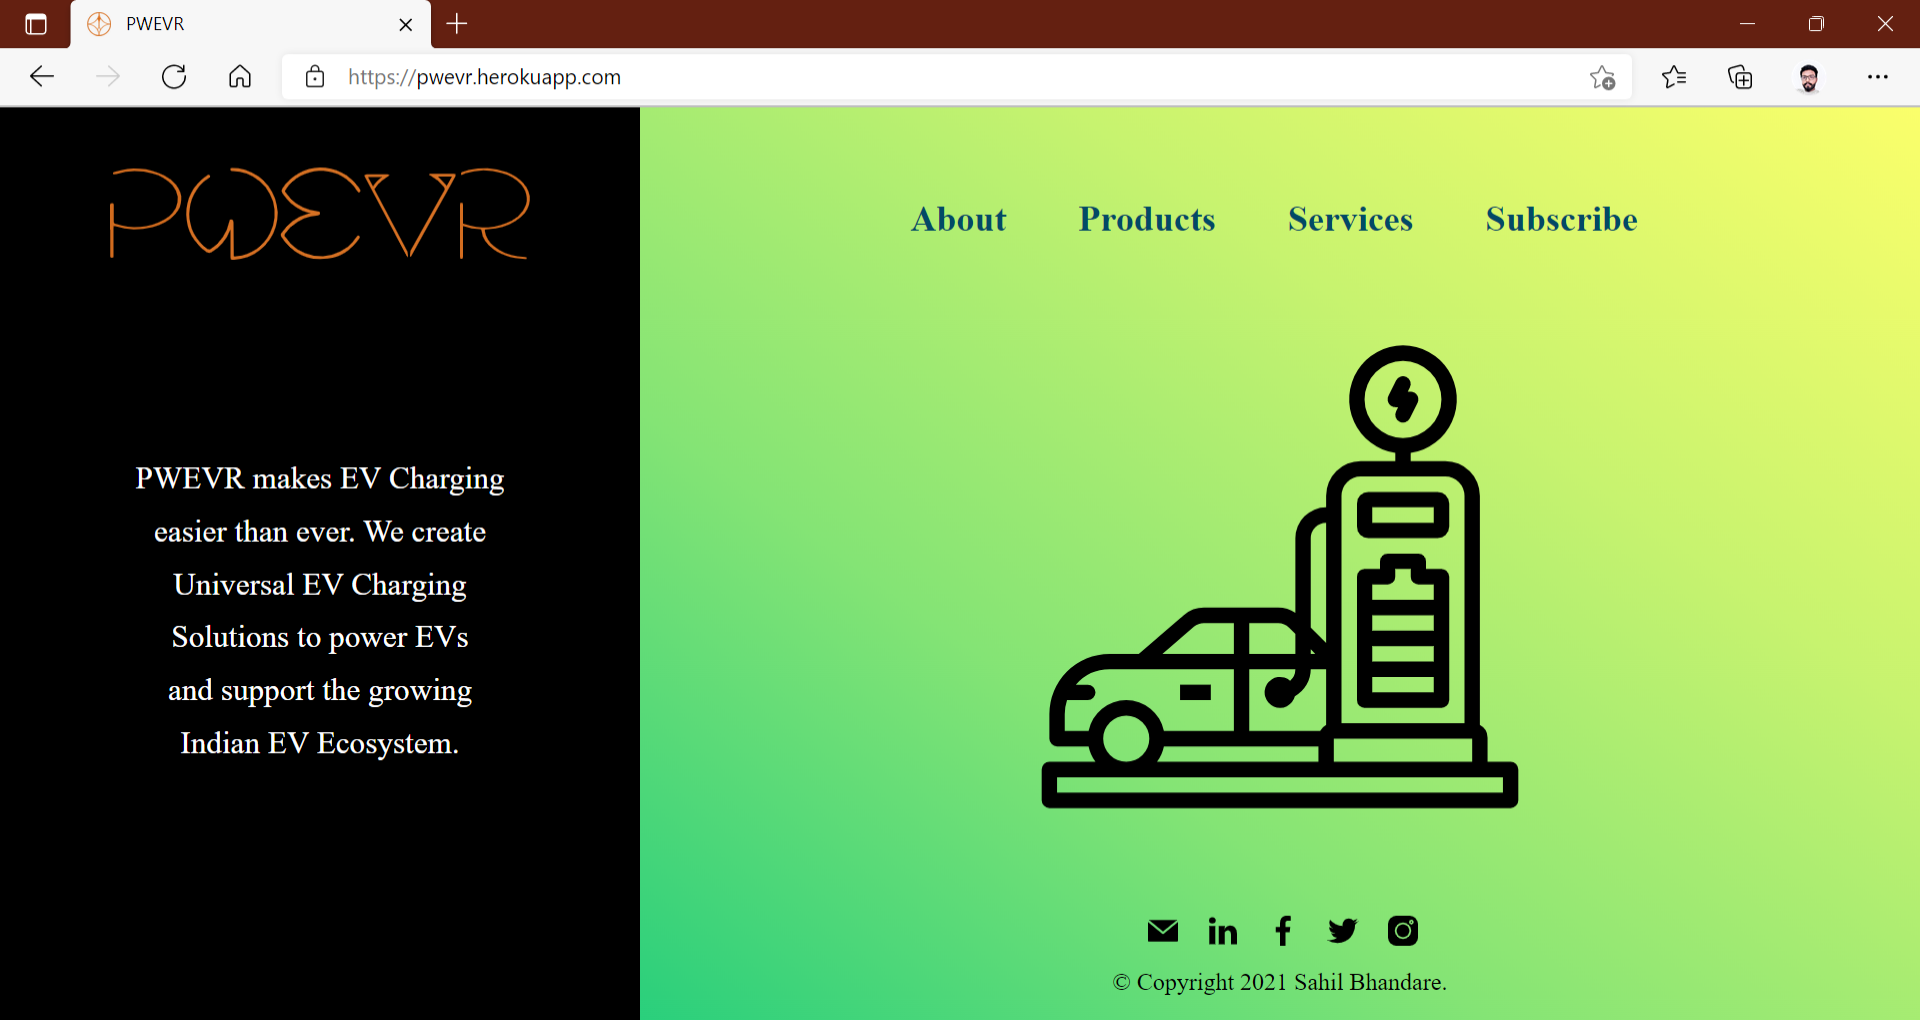 PWEVR
https://pwevr.herokuapp.com
PWEVR
PWEVR makes EV Charging
easier than ever. We create
Universal EV Charging
Solutions to power EVs
and support the growing
Indian EV Ecosystem.
About Products Services Subscribe
in f
© Copyright 2021 Sahil Bhandare.